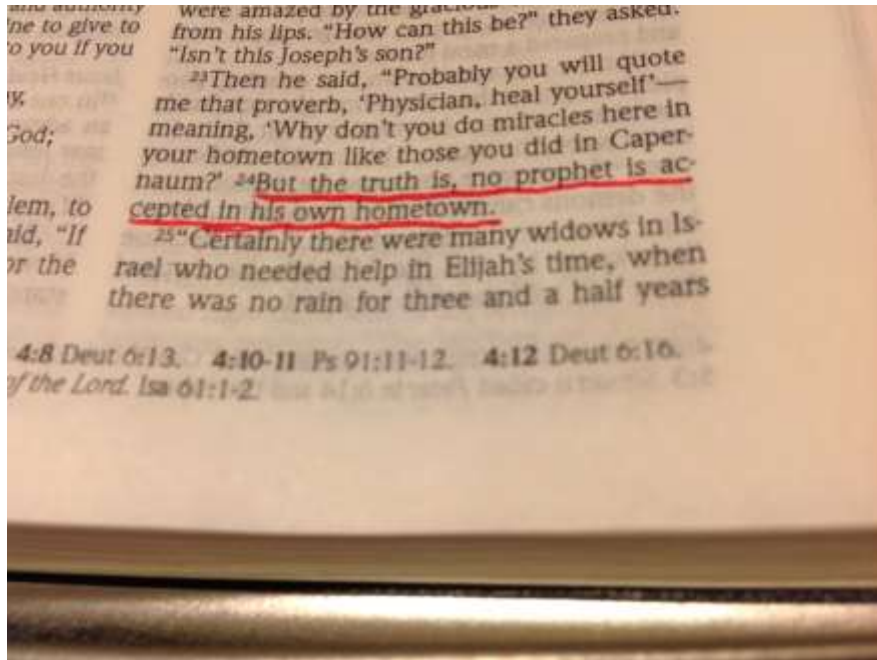 and authority
ne to give to
o you if you
y.
God;
lem, to
aid, "If
or the
were amazed by the gracious
from his lips. "How can this be?" they asked.
"Isn't this Joseph's son?"
23Then he said, "Probably you will quote
me that proverb, 'Physician, heal yourself'—
meaning, 'Why don't you do miracles here in
your hometown like those you did in Caper-
naum?' 24But the truth is, no prophet is ac-
cepted in his own hometown.
25"Certainly there were many widows in Is-
rael who needed help in Elijah's time, when
there was no rain for three and a half years
4:8 Deut 6:13. 4:10-11 Ps 91:11-12. 4:12 Deut 6:16.
of the Lord. Isa 61:1-2.